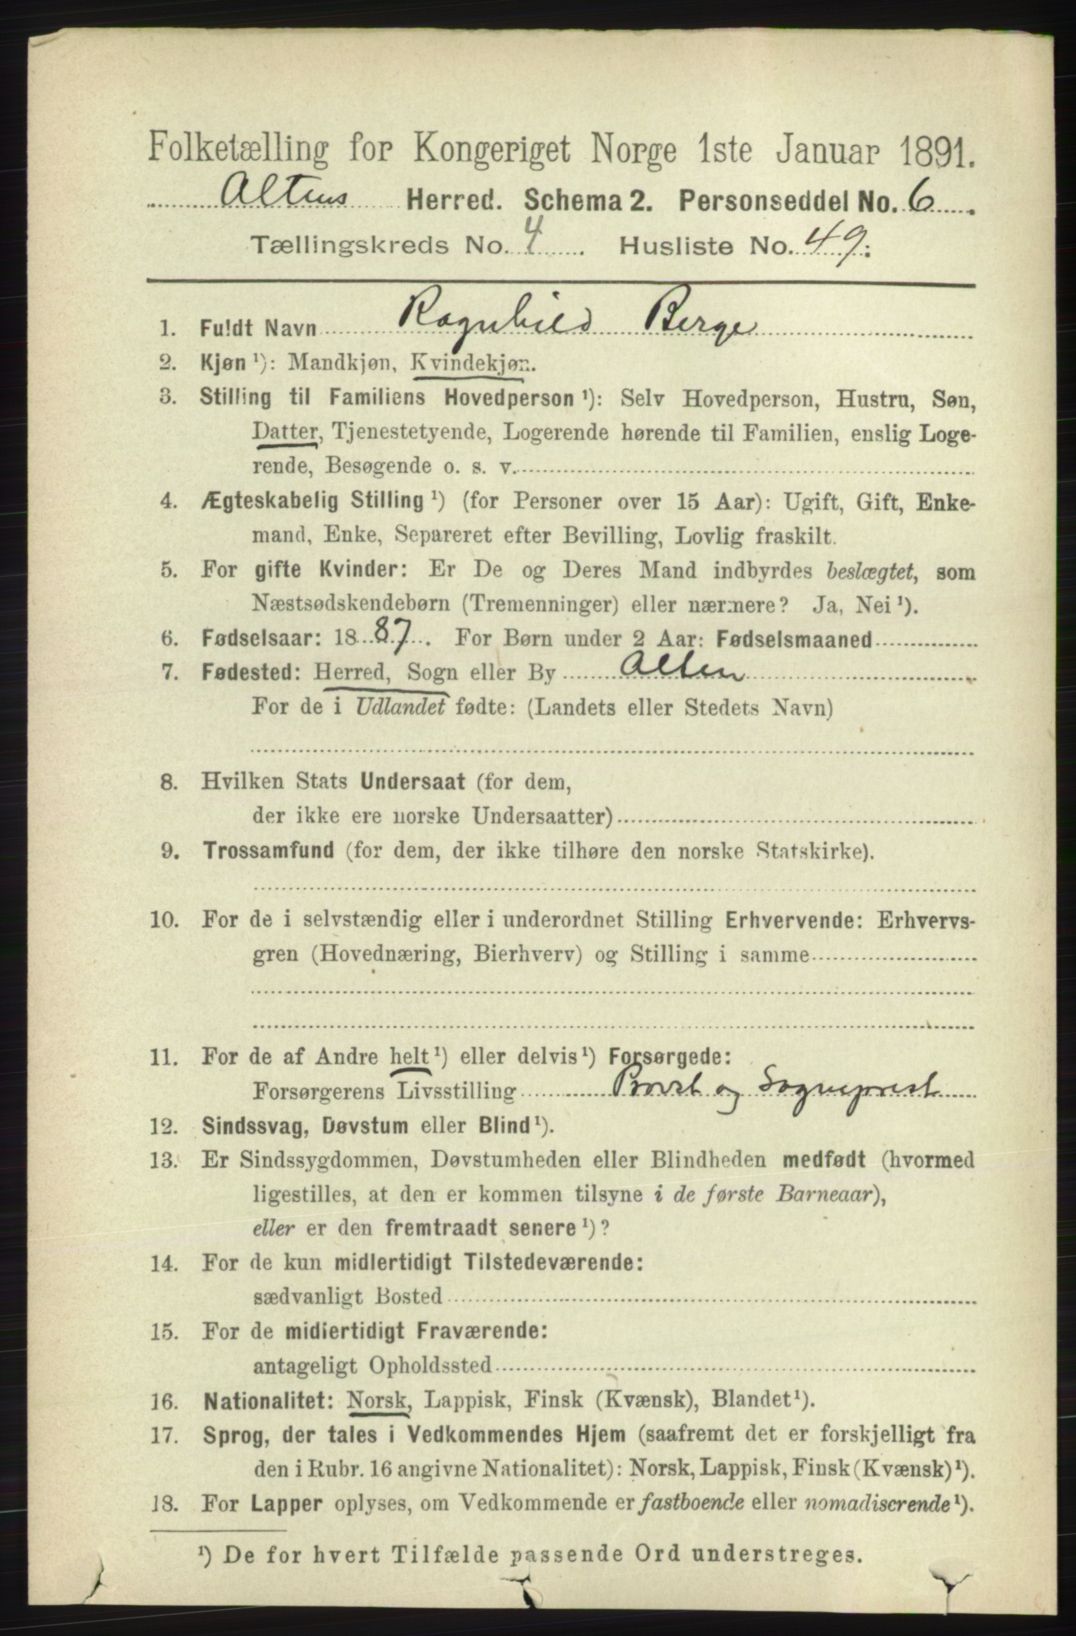 Folketælling for Kongeriget Norge 1ste Januar 1891.
Altens Herred. Schema 2. Personseddel No. 6
Tællingskreds No. 4 Husliste No. 49.
1. Fuldt Navn Ragnhild Berge
2. Kjøn ¹): Mandkjøn, Kvindekjøn.
3. Stilling til Familiens Hovedperson ¹): Selv Hovedperson, Hustru, Søn,
Datter, Tjenestetyende, Logerende hørende til Familien, enslig Loge-
rende, Besøgende o. s. v.
4. Ægteskabelig Stilling ¹) (for Personer over 15 Aar): Ugift, Gift, Enke-
mand, Enke, Separeret efter Bevilling, Lovlig fraskilt.
5. For gifte Kvinder: Er De og Deres Mand indbyrdes beslægtet, som
Næstsødskendebørn (Tremenninger) eller nærmere? Ja, Nei ¹).
6. Fødselsaar: 1887. For Børn under 2 Aar: Fødselsmaaned
7. Fødested: Herred, Sogn eller By Alten
For de i Udlandet fødte: (Landets eller Stedets Navn)
8. Hvilken Stats Undersaat (for dem,
der ikke ere norske Undersaatter)
9. Trossamfund (for dem, der ikke tilhøre den norske Statskirke).
10. For de i selvstændig eller i underordnet Stilling Erhvervende: Erhvervs-
gren (Hovednæring, Bierhverv) og Stilling i samme
11. For de af Andre helt ¹) eller delvis ¹) Forsørgede:
Forsørgerens Livsstilling Provst og Sogneprest
12. Sindssvag, Døvstum eller Blind ¹).
13. Er Sindssygdommen, Døvstumheden eller Blindheden medfødt (hvormed
ligestilles, at den er kommen tilsyne i de første Barneaar),
eller er den fremtraadt senere ¹)?
14. For de kun midlertidigt Tilstedeværende:
sædvanligt Bosted
15. For de midlertidigt Fraværende:
antageligt Opholdssted
16. Nationalitet: Norsk, Lappisk, Finsk (Kvænsk), Blandet ¹).
17. Sprog, der tales i Vedkommendes Hjem (saafremt det er forskjelligt fra
den i Rubr. 16 angivne Nationalitet): Norsk, Lappisk, Finsk (Kvænsk) ¹).
18. For Lapper oplyses, om Vedkommende er fastboende eller nomadiserende ¹).
¹) De for hvert Tilfælde passende Ord understreges.